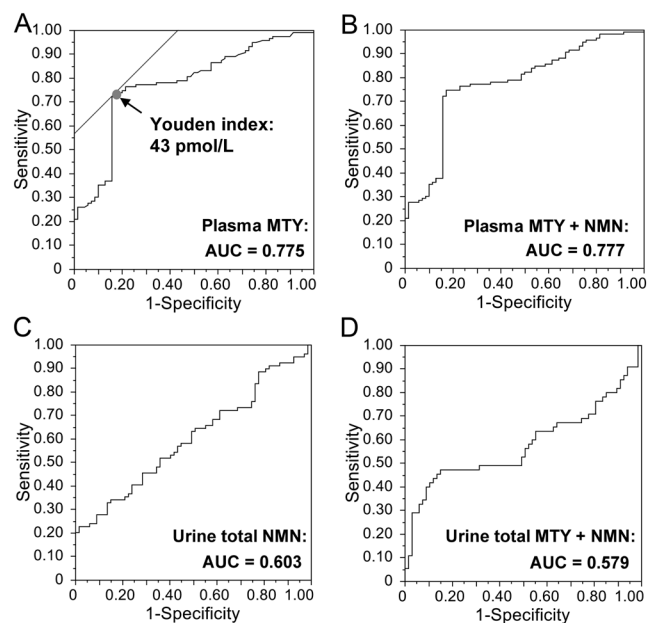 A
1.00
0.90
0.80
0.70
0.60
0.50
0.40
0.30
0.20
0.10
0
Sensitivity
Youden index:
43 pmol/L
Plasma MTY:
AUC = 0.775
0 0.20 0.40 0.60 0.80 1.00
1-Specificity
B
1.00
0.90
0.80
0.70
0.60
0.50
0.40
0.30
0.20
0.10
0
Sensitivity
Plasma MTY + NMN:
AUC = 0.777
0 0.20 0.40 0.60 0.80 1.00
1-Specificity
C
1.00
0.90
0.80
0.70
0.60
0.50
0.40
0.30
0.20
0.10
0
Sensitivity
Urine total NMN:
AUC = 0.603
0 0.20 0.40 0.60 0.80 1.00
1-Specificity
D
1.00
0.90
0.80
0.70
0.60
0.50
0.40
0.30
0.20
0.10
0
Sensitivity
Urine total MTY + NMN:
AUC = 0.579
0 0.20 0.40 0.60 0.80 1.00
1-Specificity